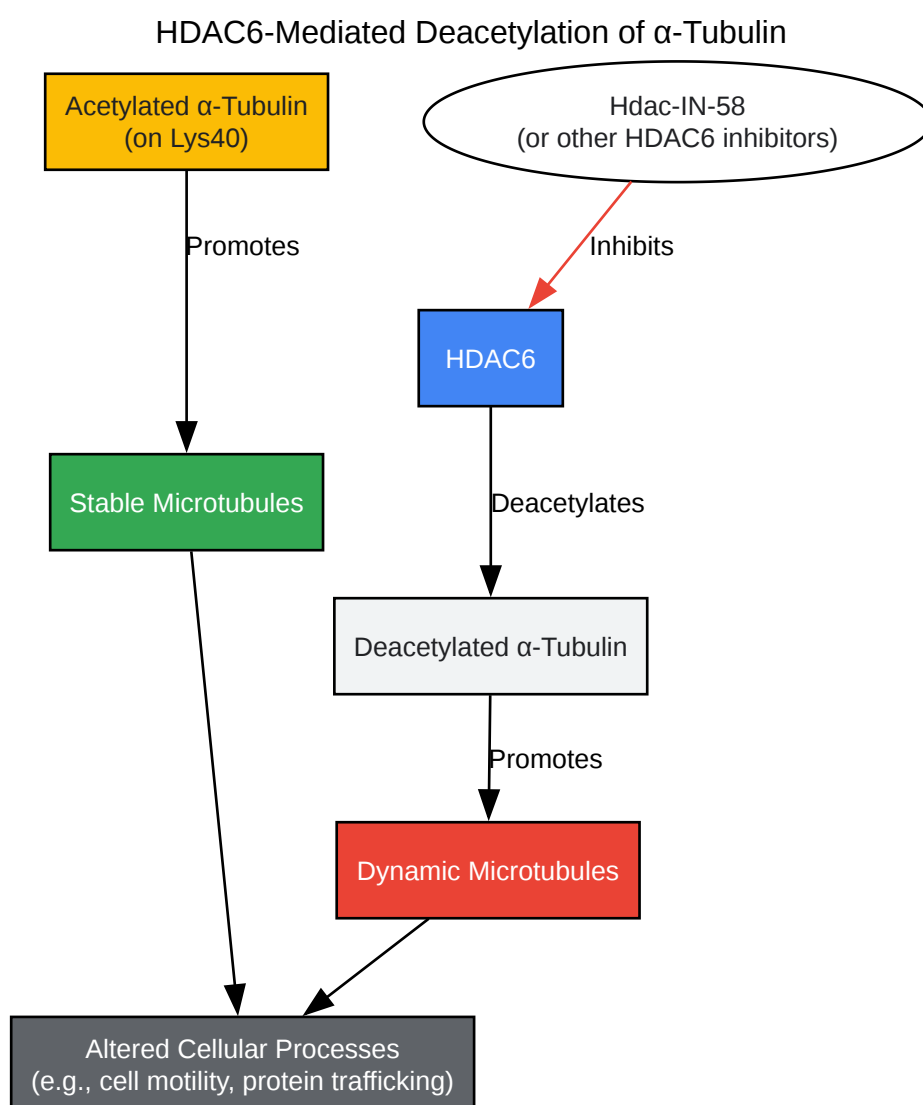 HDAC6-Mediated Deacetylation of α-Tubulin
Acetylated α-Tubulin
(on Lys40)
Hdac-IN-58
(or other HDAC6 inhibitors)
Promotes
Inhibits
HDAC6
Stable Microtubules
Deacetylates
Deacetylated α-Tubulin
Promotes
Dynamic Microtubules
Altered Cellular Processes
(e.g., cell motility, protein trafficking)